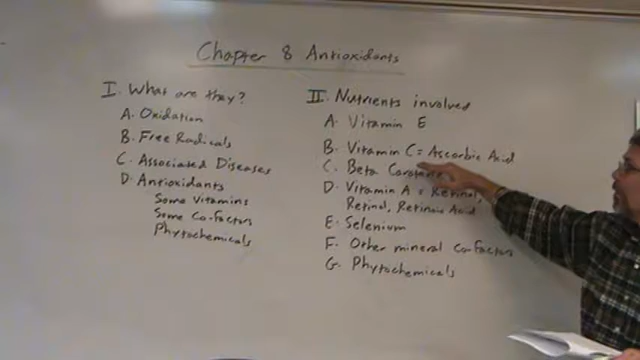 Chapter 8 Antioxidants
I. What are they?
A. Oxidation
B. Free Radicals
C. Associated Diseases
D. Antioxidants
Some Vitamins
Some Co-factors
Phytochemicals
II. Nutrients involved
A. Vitamin E
B. Vitamin C = Ascorbic Acid
C. Beta Carotene
D. Vitamin A = Retinol,
Retinal, Retinoic Acid
E. Selenium
F. Other mineral Co-factors
G. Phytochemicals